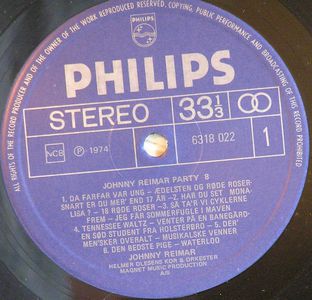 ALL RIGHTS OF THE RECORD PRODUCER AND OF THE OWNER OF THE WORK REPRODUCED RESERVED. COPYING, PUBLIC PERFORMANCE AND BROADCASTING OF THIS RECORD PROHIBITED
PHILIPS
PHILIPS
STEREO 33⅓
NCB ℗ 1974 6318 022 1
JOHNNY REIMAR PARTY 8
1. DA FARFAR VAR UNG - ÆDELSTEN OG RØDE ROSER-
SNART ER DU MER' END 17 ÅR - 2. HAR DU SET MONA-
LISA? - 18 RØDE ROSER - 3. SÅ TA'R VI CYKLERNE
FREM - JEG FÅR SOMMERFUGLE I MAVEN
4. TENNESSEE WALTZ - VENTER PÅ EN BANEGÅRD-
EN SØD STUDENT FRA HOLSTERBRO - 5. DER'
MEN'SKER OVERALT - MUSIKALSKE VENNER
6. DEN BEDSTE PIGE - WATERLOO
JOHNNY REIMAR
HELMER OLESENS KOR & ORKESTER
MAGNET MUSIC PRODUCTION
A/S